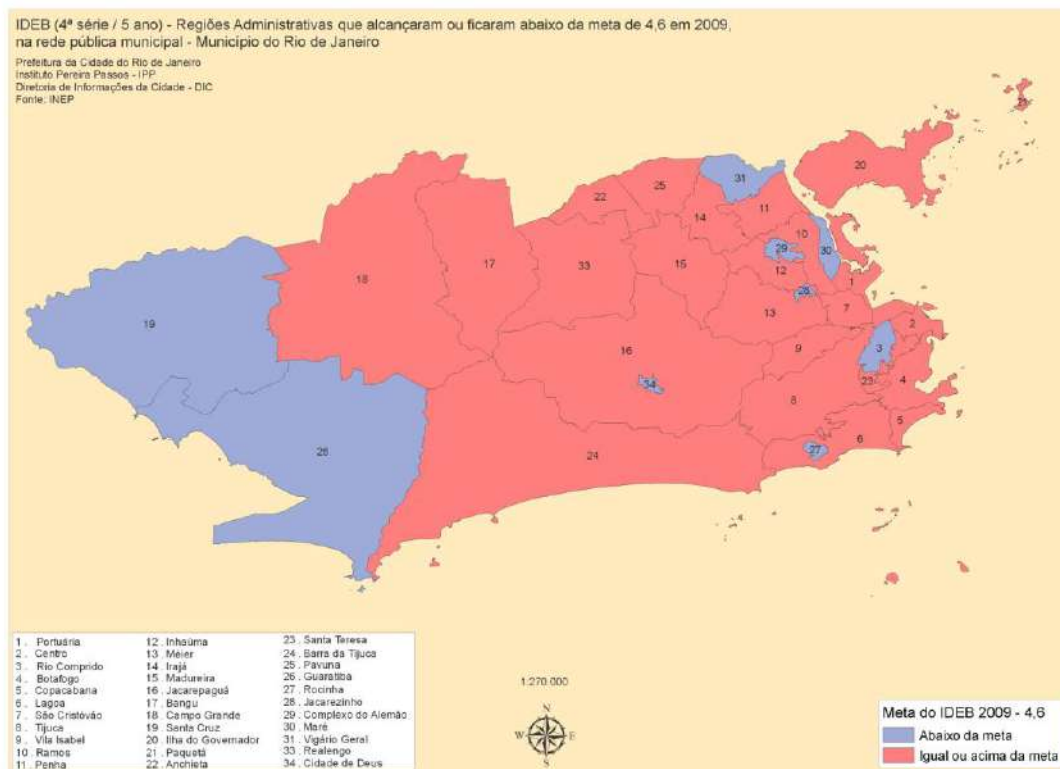 IDEB (4ª série / 5 ano) - Regiões Administrativas que alcançaram ou ficaram abaixo da meta de 4,6 em 2009,
na rede pública municipal - Município do Rio de Janeiro
Prefeitura da Cidade do Rio de Janeiro
Instituto Pereira Passos - IPP
Diretoria de Informações da Cidade - DIC
Fonte: INEP
21
20
31
25
22
14
11
10
29
30
18
17
33
15
12
1
28
13
7
19
2
16
9
3
34
23
4
8
5
26
24
27
6
1 . Portuária
2 . Centro
3 . Rio Comprido
4 . Botafogo
5 . Copacabana
6 . Lagoa
7 . São Cristóvão
8 . Tijuca
9 . Vila Isabel
10 . Ramos
11 . Penha
12 . Inhaúma
13 . Méier
14 . Irajá
15 . Madureira
16 . Jacarepaguá
17 . Bangu
18 . Campo Grande
19 . Santa Cruz
20 . Ilha do Governador
21 . Paquetá
22 . Anchieta
23 . Santa Teresa
24 . Barra da Tijuca
25 . Pavuna
26 . Guaratiba
27 . Rocinha
28 . Jacarezinho
29 . Complexo do Alemão
30 . Maré
31 . Vigário Geral
33 . Realengo
34 . Cidade de Deus
1:270.000
N
W
E
S
Meta do IDEB 2009 - 4,6
Abaixo da meta
Igual ou acima da meta